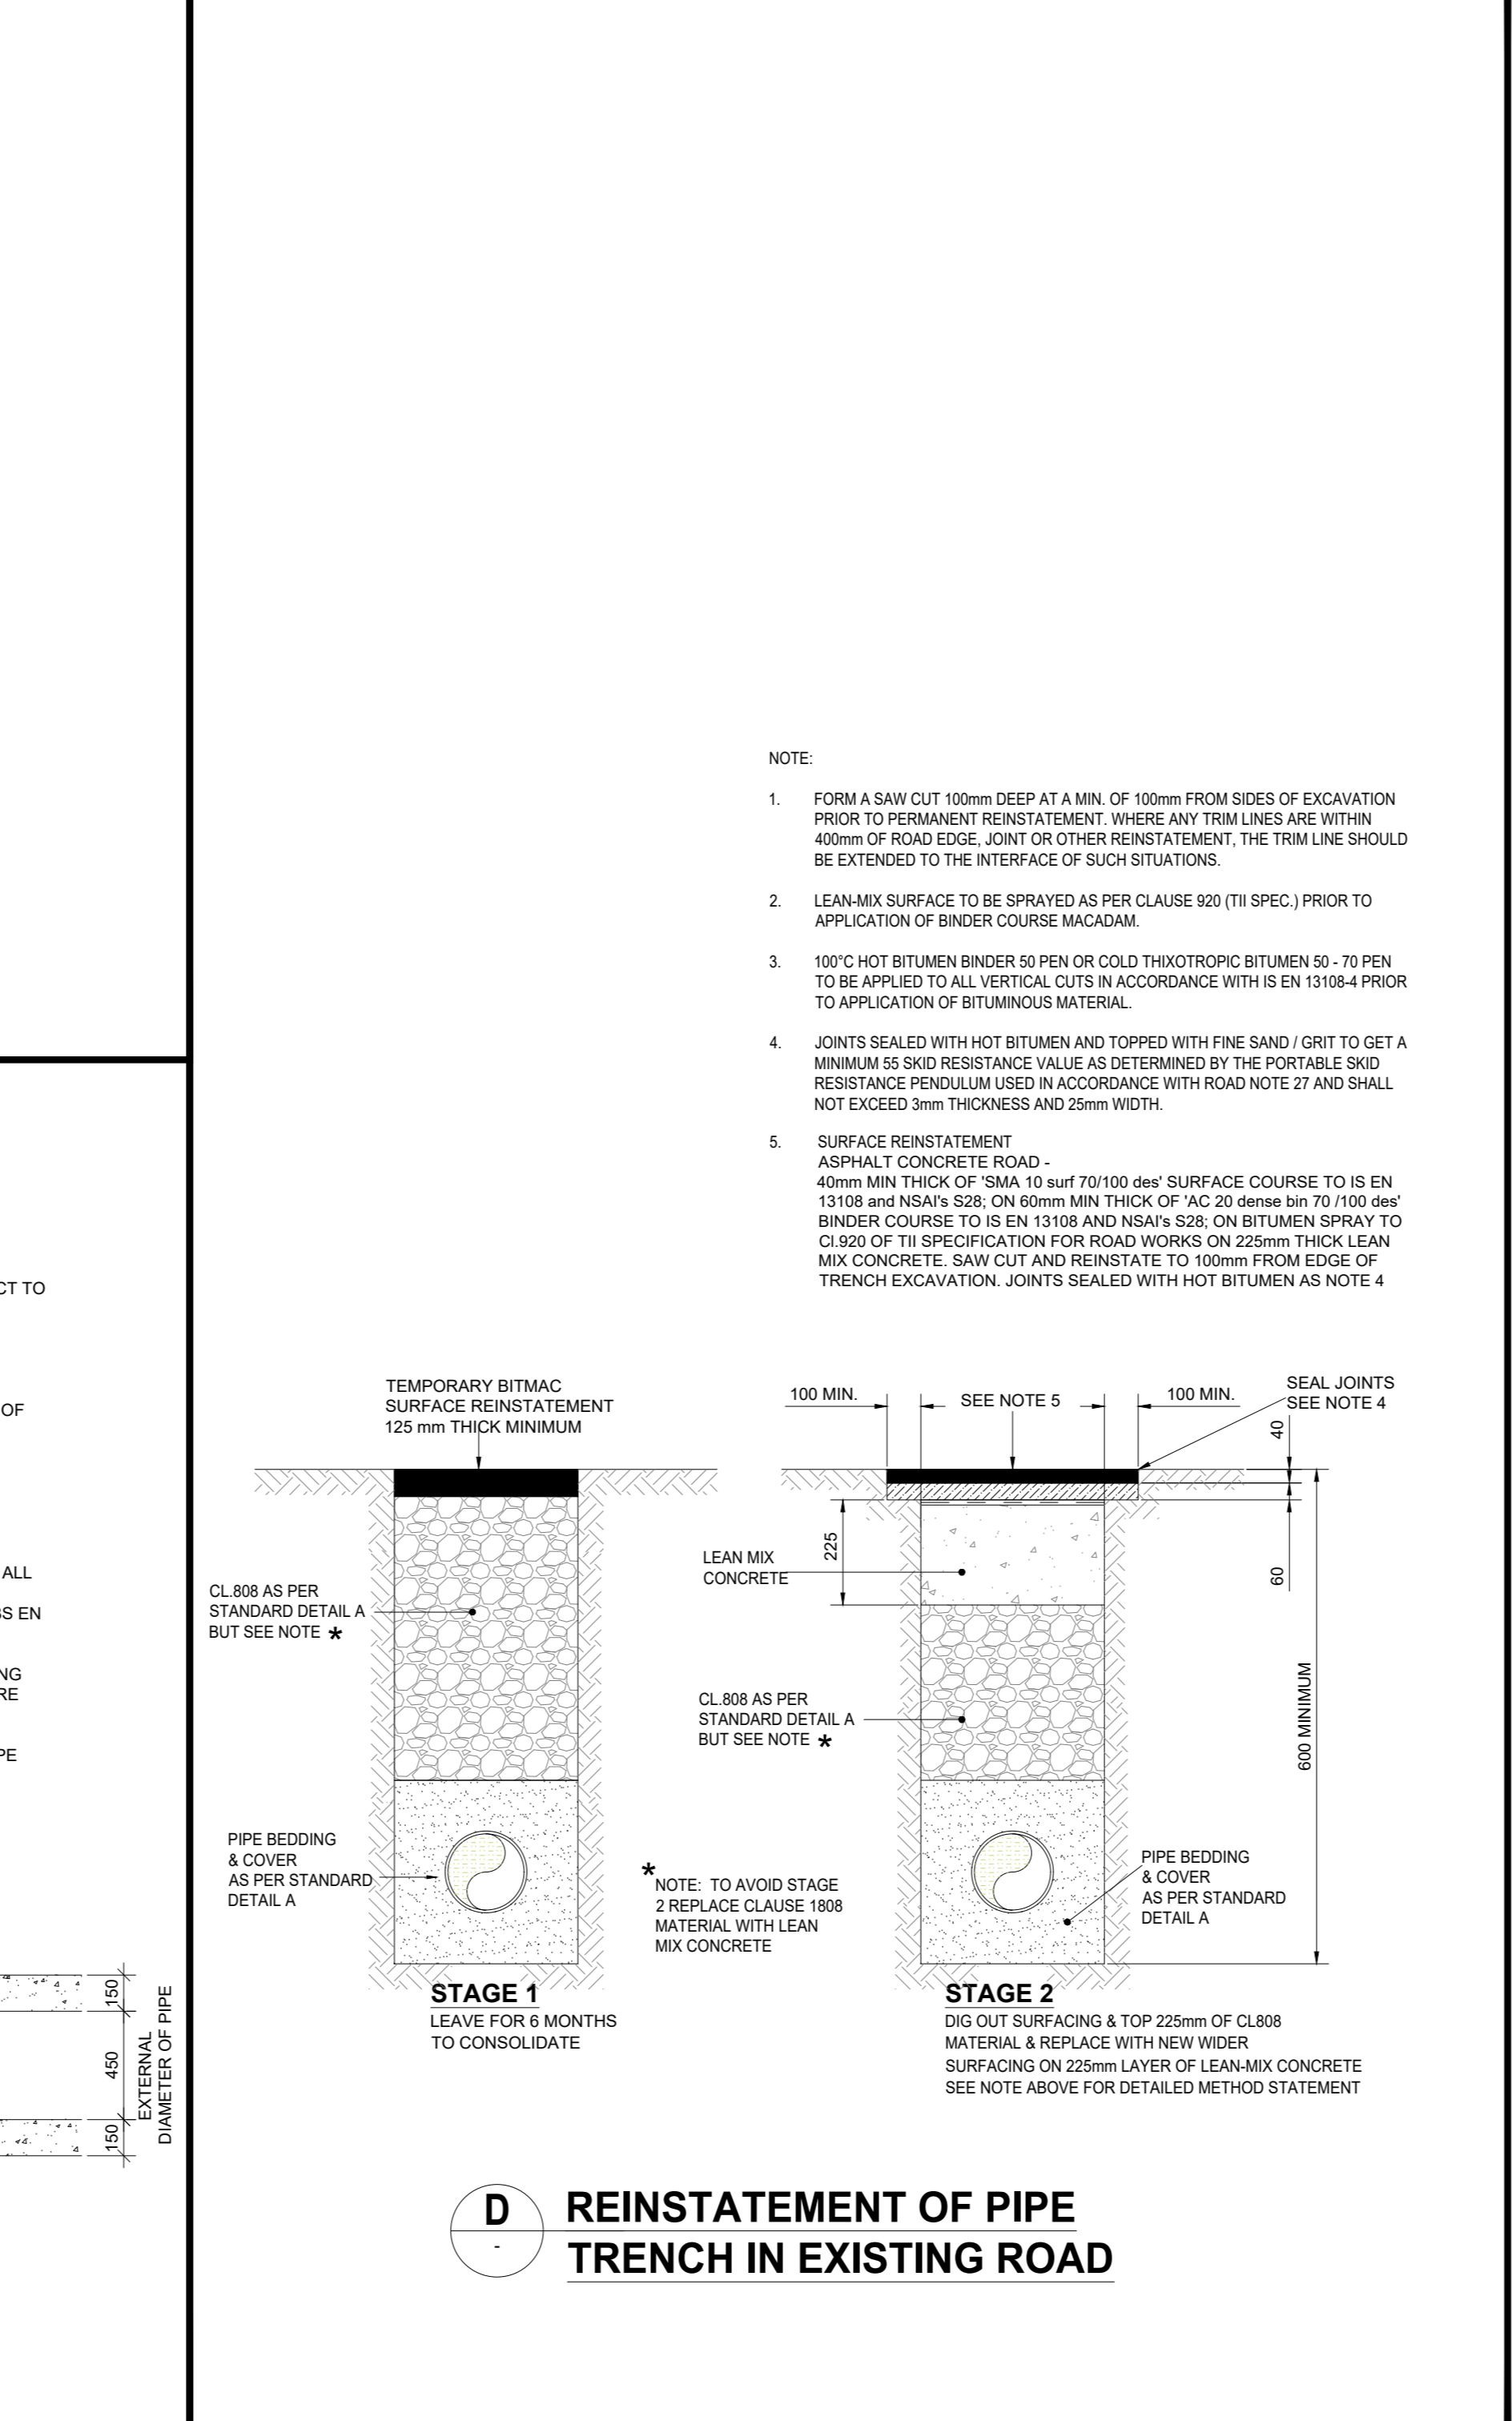 NOTE:
1. FORM A SAW CUT 100mm DEEP AT A MIN. OF 100mm FROM SIDES OF EXCAVATION
PRIOR TO PERMANENT REINSTATEMENT. WHERE ANY TRIM LINES ARE WITHIN
400mm OF ROAD EDGE, JOINT OR OTHER REINSTATEMENT, THE TRIM LINE SHOULD
BE EXTENDED TO THE INTERFACE OF SUCH SITUATIONS.
2. LEAN-MIX SURFACE TO BE SPRAYED AS PER CLAUSE 920 (TII SPEC.) PRIOR TO
APPLICATION OF BINDER COURSE MACADAM.
3. 100°C HOT BITUMEN BINDER 50 PEN OR COLD THIXOTROPIC BITUMEN 50 - 70 PEN
TO BE APPLIED TO ALL VERTICAL CUTS IN ACCORDANCE WITH IS EN 13108-4 PRIOR
TO APPLICATION OF BITUMINOUS MATERIAL.
4. JOINTS SEALED WITH HOT BITUMEN AND TOPPED WITH FINE SAND / GRIT TO GET A
MINIMUM 55 SKID RESISTANCE VALUE AS DETERMINED BY THE PORTABLE SKID
RESISTANCE PENDULUM USED IN ACCORDANCE WITH ROAD NOTE 27 AND SHALL
NOT EXCEED 3mm THICKNESS AND 25mm WIDTH.
5. SURFACE REINSTATEMENT
ASPHALT CONCRETE ROAD -
40mm MIN THICK OF 'SMA 10 surf 70/100 des' SURFACE COURSE TO IS EN
13108 and NSAI's S28; ON 60mm MIN THICK OF 'AC 20 dense bin 70 /100 des'
BINDER COURSE TO IS EN 13108 AND NSAI's S28; ON BITUMEN SPRAY TO
Cl.920 OF TII SPECIFICATION FOR ROAD WORKS ON 225mm THICK LEAN
MIX CONCRETE. SAW CUT AND REINSTATE TO 100mm FROM EDGE OF
TRENCH EXCAVATION. JOINTS SEALED WITH HOT BITUMEN AS NOTE 4
CT TO
OF
ALL
BS EN
NG
RE
PE
150
450
150
EXTERNAL
DIAMETER OF PIPE
TEMPORARY BITMAC
SURFACE REINSTATEMENT
125 mm THICK MINIMUM
CL.808 AS PER
STANDARD DETAIL A
BUT SEE NOTE *
PIPE BEDDING
& COVER
AS PER STANDARD
DETAIL A
STAGE 1
LEAVE FOR 6 MONTHS
TO CONSOLIDATE
*
NOTE: TO AVOID STAGE
2 REPLACE CLAUSE 1808
MATERIAL WITH LEAN
MIX CONCRETE
100 MIN.
SEE NOTE 5
100 MIN.
SEAL JOINTS
SEE NOTE 4
40
60
225
600 MINIMUM
LEAN MIX
CONCRETE
CL.808 AS PER
STANDARD DETAIL A
BUT SEE NOTE *
PIPE BEDDING
& COVER
AS PER STANDARD
DETAIL A
STAGE 2
DIG OUT SURFACING & TOP 225mm OF CL808
MATERIAL & REPLACE WITH NEW WIDER
SURFACING ON 225mm LAYER OF LEAN-MIX CONCRETE
SEE NOTE ABOVE FOR DETAILED METHOD STATEMENT
D
-
REINSTATEMENT OF PIPE
TRENCH IN EXISTING ROAD